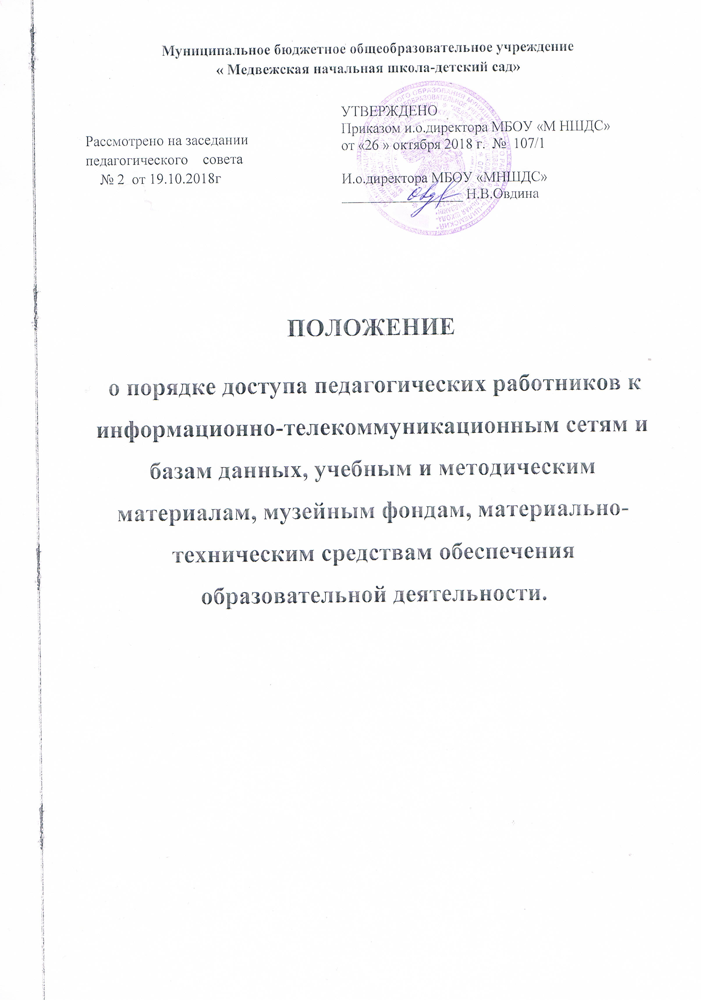 Муниципальное бюджетное общеобразовательное учреждение
« Медвежская начальная школа-детский сад»
Рассмотрено на заседании
педагогического совета
№ 2 от 19.10.2018г
УТВЕРЖДЕНО
Приказом и.о.директора МБОУ «М НШДС»
от «26 » октября 2018 г. № 107/1
И.о.директора МБОУ «МНШДС»
Н.В.Овдина
ПОЛОЖЕНИЕ
о порядке доступа педагогических работников к
информационно-телекоммуникационным сетям и
базам данных, учебным и методическим
материалам, музейным фондам, материально-
техническим средствам обеспечения
образовательной деятельности.